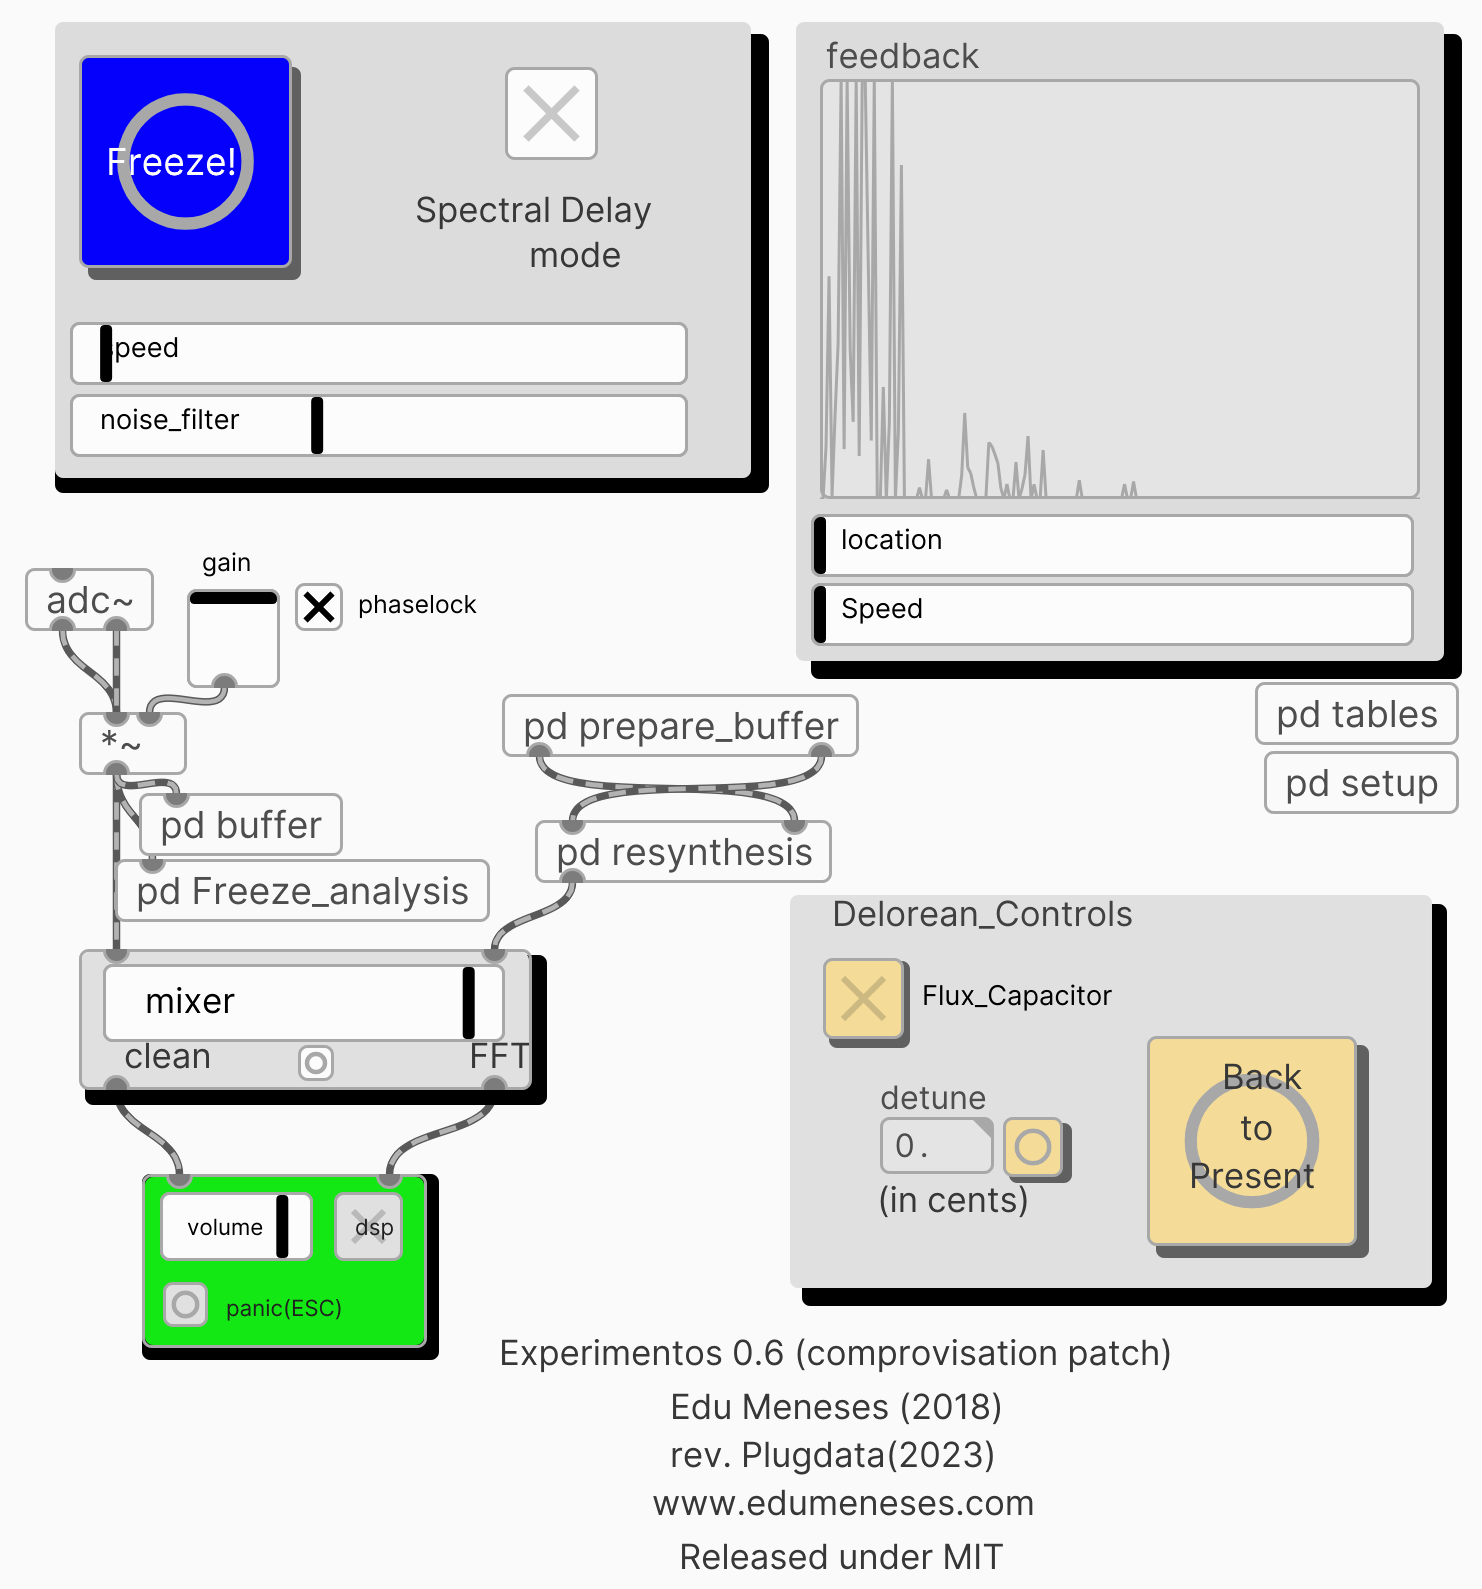 Freeze!
Spectral Delay
mode
speed
noise_filter
feedback
location
Speed
adc~
gain
phaselock
*~
pd buffer
pd Freeze_analysis
pd prepare_buffer
pd resynthesis
pd tables
pd setup
mixer
clean
FFT
volume
dsp
panic(ESC)
Delorean_Controls
Flux_Capacitor
detune
0.
(in cents)
Back
to
Present
Experimentos 0.6 (comprovisation patch)
Edu Meneses (2018)
rev. Plugdata(2023)
www.edumeneses.com
Released under MIT